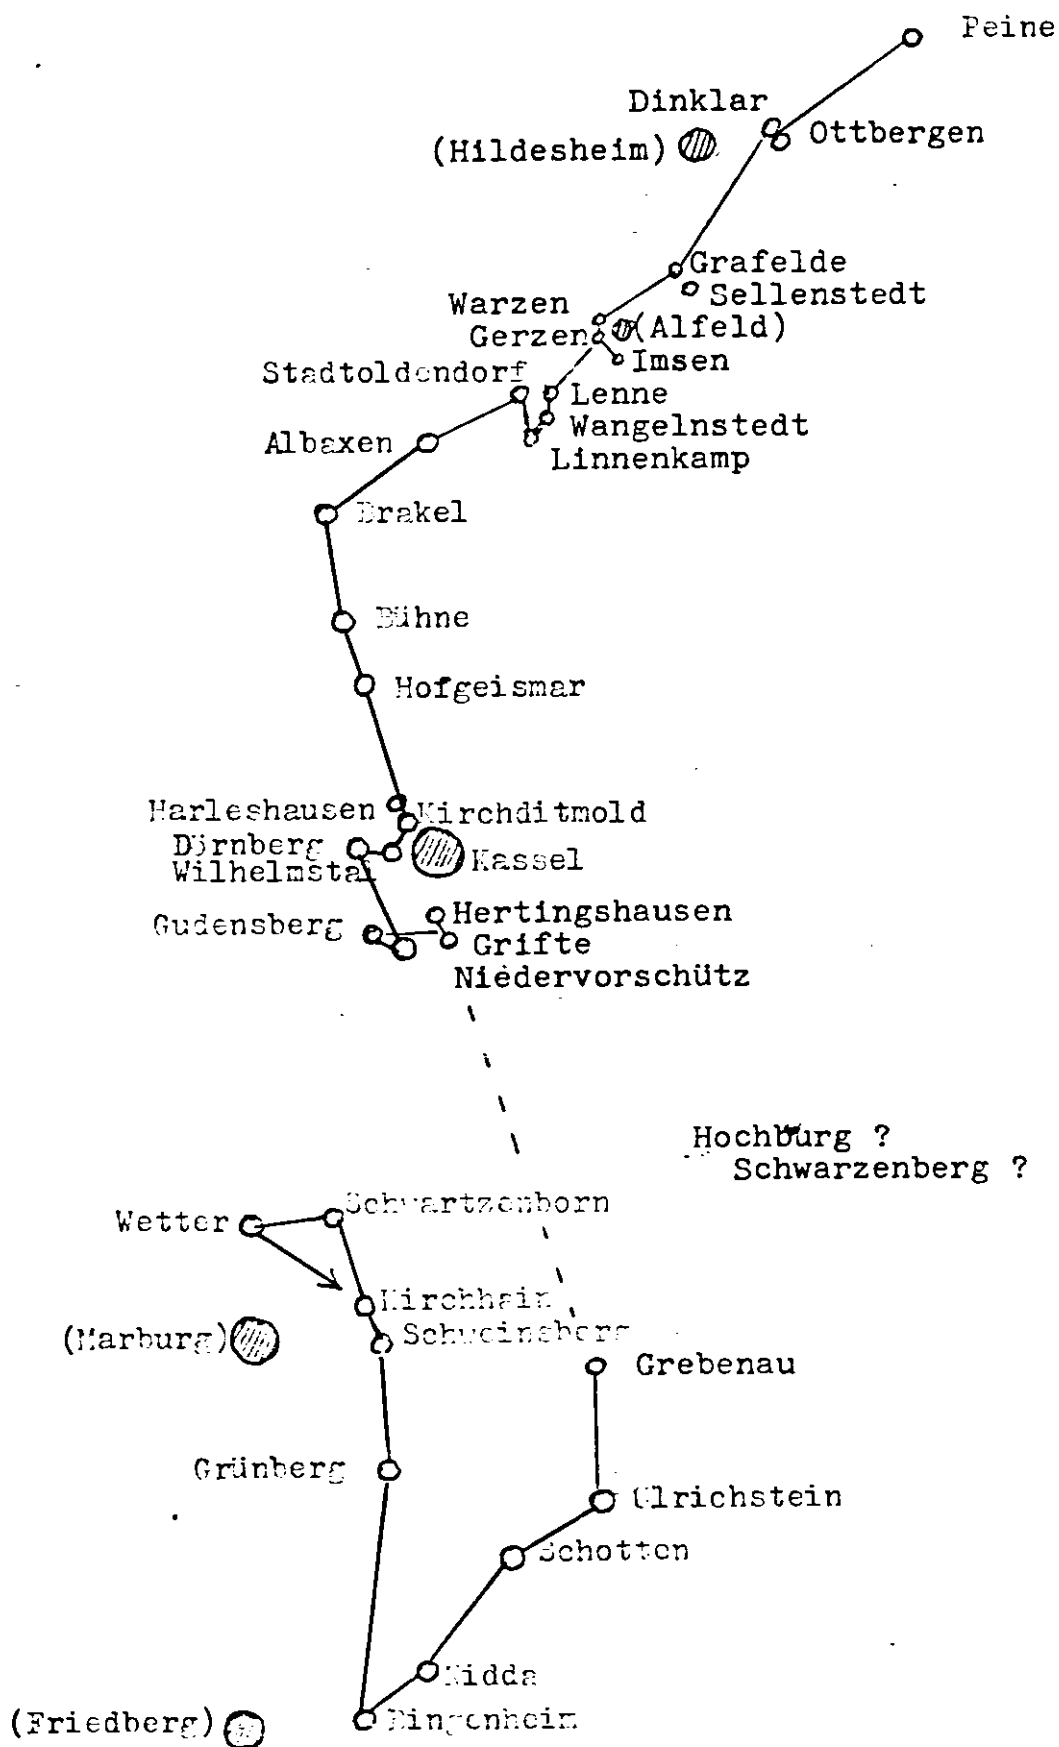 Peine
Dinklar
(Hildesheim) Ottbergen
Grafelde
Sellenstedt
Warzen
Gerzen (Alfeld)
Imsen
Stadtoldendorf
Lenne
Wangelnstedt
Albaxen
Linnenkamp
Brakel
Bühne
Hofgeismar
Harleshausen Kirchditmold
Dörnberg
Wilhelmstal Kassel
Hertingshausen
Gudensberg
Grifte
Niedervorschütz
Hochburg ?
Schwarzenberg ?
Schwartzenborn
Wetter
Kirchhain
(Marburg) Schweinsberg
Grebenau
Grünberg
Ulrichstein
Schotten
Nidda
(Friedberg) Bingenheim